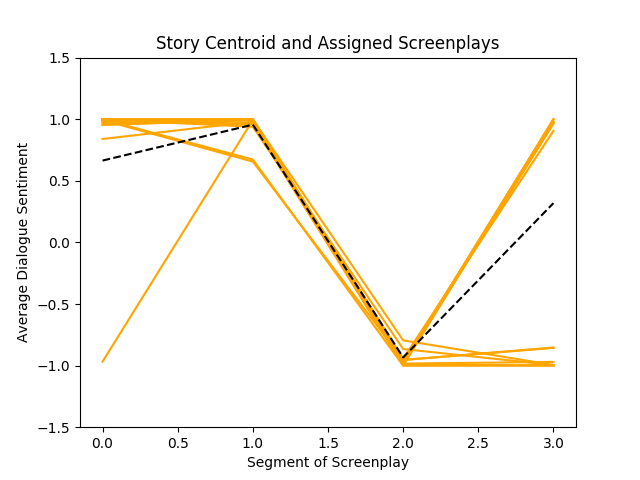 Story Centroid and Assigned Screenplays
1.5
1.0
0.5
0.0
−0.5
−1.0
−1.5
Average Dialogue Sentiment
0.0 0.5 1.0 1.5 2.0 2.5 3.0
Segment of Screenplay